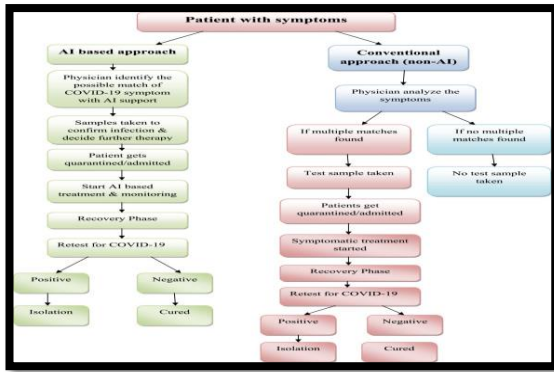 Patient with symptoms
AI based approach
Physician identify the
possible match of
COVID-19 symptom
with AI support
Samples taken to
confirm infection &
decide further therapy
Patient gets
quarantined/admitted
Start AI based
treatment & monitoring
Recovery Phase
Retest for COVID-19
Positive
Negative
Isolation
Cured
Conventional
approach (non-AI)
Physician analyze the
symptoms
If multiple matches
found
If no multiple
matches found
Test sample taken
No test sample
taken
Patients get
quarantined/admitted
Symptomatic treatment
started
Recovery Phase
Retest for COVID-19
Positive
Negative
Isolation
Cured